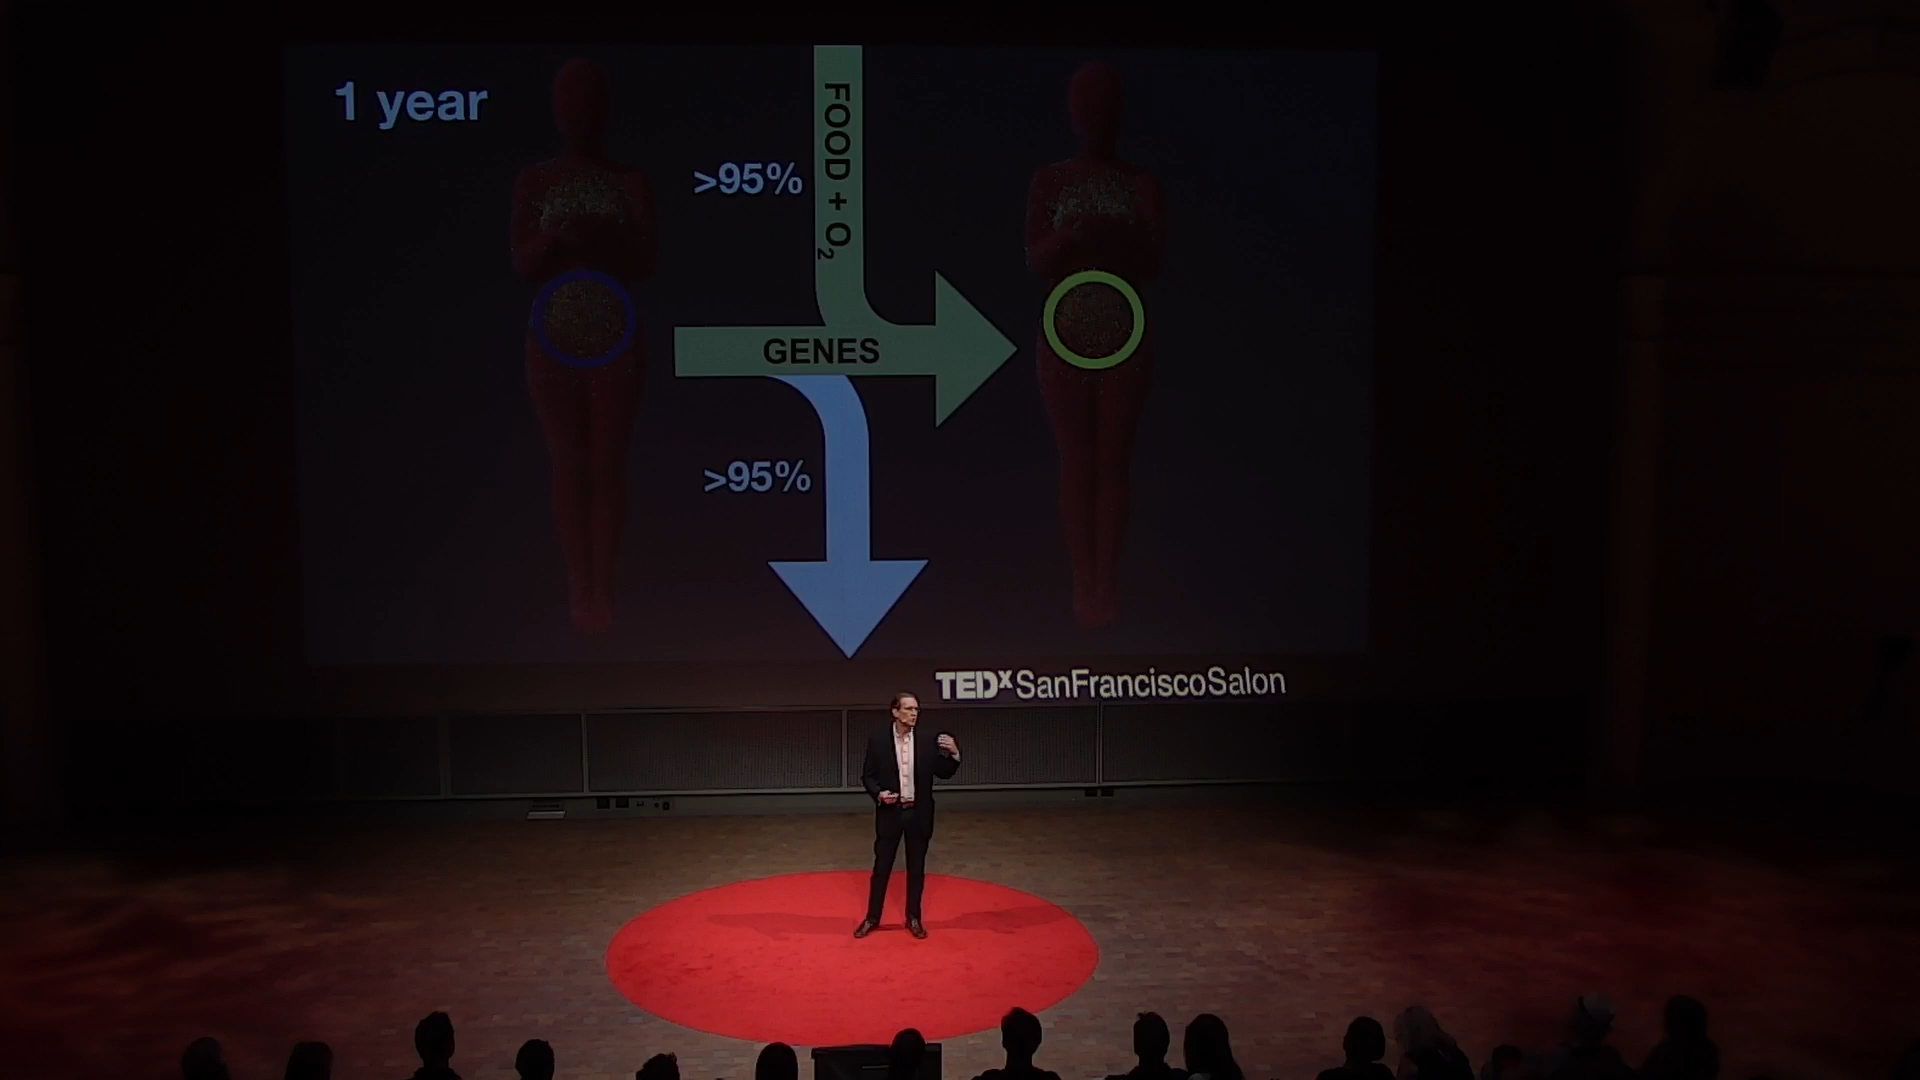 1 year
>95%
FOOD + O₂
GENES
>95%
TEDxSanFranciscoSalon